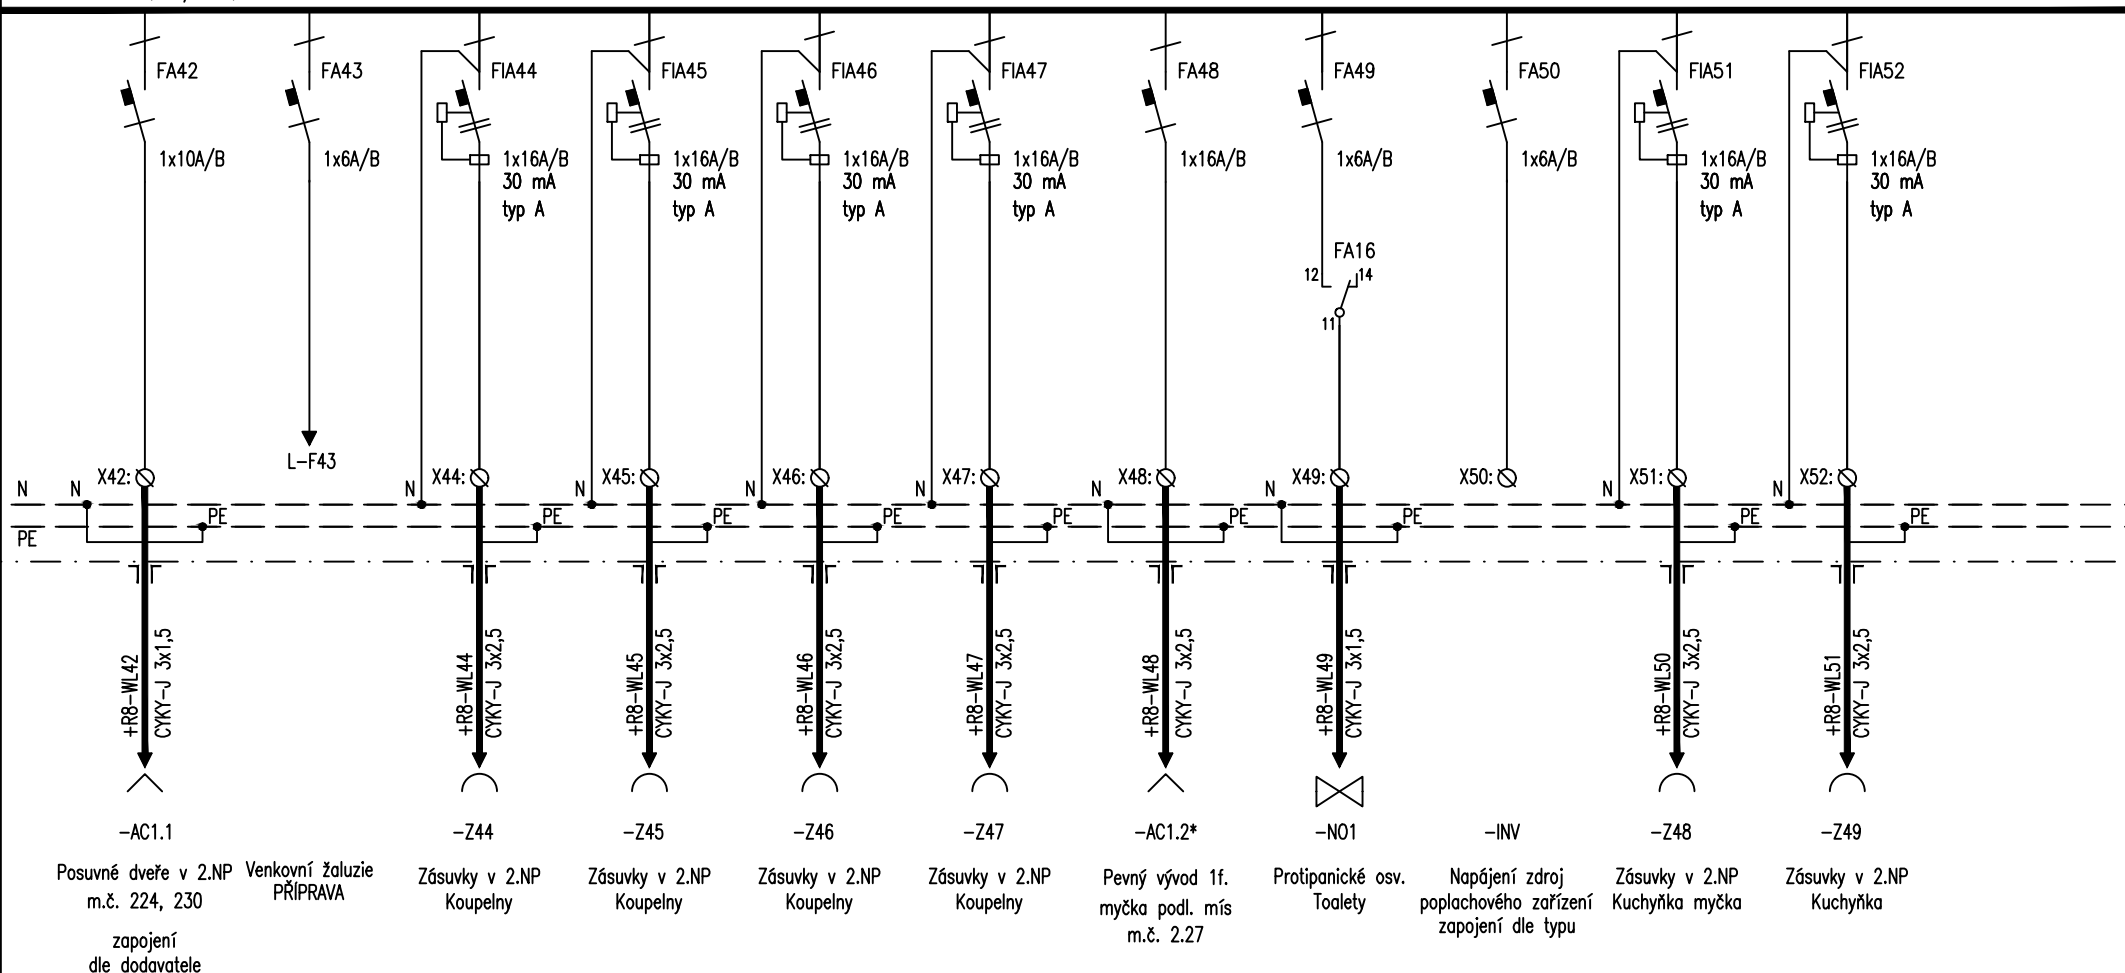 FA42
FA43
FIA44
FIA45
FIA46
FIA47
FA48
FA49
FA50
FIA51
FIA52
1x10A/B
1x6A/B
1x16A/B
30 mA
typ A
1x16A/B
30 mA
typ A
1x16A/B
30 mA
typ A
1x16A/B
30 mA
typ A
1x16A/B
1x6A/B
1x6A/B
1x16A/B
30 mA
typ A
1x16A/B
30 mA
typ A
FA16
12
14
11
L-F43
X42:
X44:
X45:
X46:
X47:
X48:
X49:
X50:
X51:
X52:
N
N
N
N
N
N
N
N
N
N
PE
PE
PE
PE
PE
PE
PE
PE
PE
PE
+R8-WL42
CYKY-J 3x1,5
+R8-WL44
CYKY-J 3x2,5
+R8-WL45
CYKY-J 3x2,5
+R8-WL46
CYKY-J 3x2,5
+R8-WL47
CYKY-J 3x2,5
+R8-WL48
CYKY-J 3x2,5
+R8-WL49
CYKY-J 3x1,5
+R8-WL50
CYKY-J 3x2,5
+R8-WL51
CYKY-J 3x2,5
-AC1.1
Posuvné dveře v 2.NP
m.č. 224, 230
zapojení
dle dodavatele
Venkovní žaluzie
PŘÍPRAVA
-Z44
Zásuvky v 2.NP
Koupelny
-Z45
Zásuvky v 2.NP
Koupelny
-Z46
Zásuvky v 2.NP
Koupelny
-Z47
Zásuvky v 2.NP
Koupelny
-AC1.2*
Pevný vývod 1f.
myčka podl. mís
m.č. 2.27
-NO1
Protipanické osv.
Toalety
-INV
Napájení zdroj
poplachového zařízení
zapojení dle typu
-Z48
Zásuvky v 2.NP
Kuchyňka myčka
-Z49
Zásuvky v 2.NP
Kuchyňka